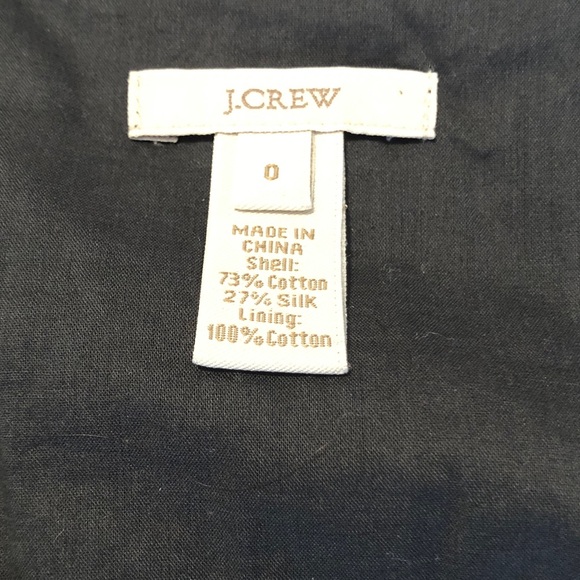 J.CREW
0
MADE IN
CHINA
Shell:
73% Cotton
27% Silk
Lining:
100% Cotton